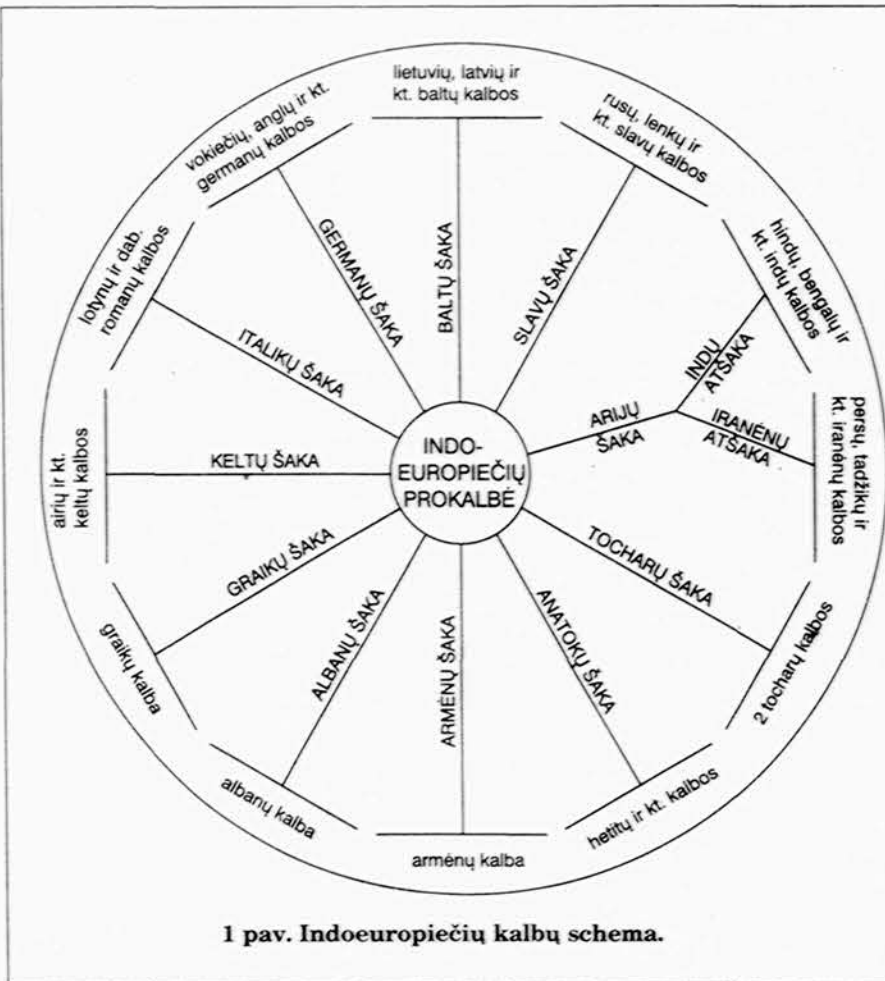 lietuvių, latvių ir
kt. baltų kalbos
rusų, lenkų ir
kt. slavų kalbos
hindų, bengalų ir
kt. indų kalbos
persų, tadžikų ir
kt. iranėnų kalbos
2 tocharų kalbos
hetitų ir kt. kalbos
armėnų kalba
albanų kalba
graikų kalba
airių ir kt.
keltų kalbos
lotynų ir dab.
romanų kalbos
vokiečių, anglų ir kt.
germanų kalbos
BALTŲ ŠAKA
SLAVŲ ŠAKA
ARIJŲ
ŠAKA
INDŲ
ATŠAKA
IRANĖNŲ
ATŠAKA
TOCHARŲ ŠAKA
ANATOKŲ ŠAKA
ARMĖNŲ ŠAKA
ALBANŲ ŠAKA
GRAIKŲ ŠAKA
KELTŲ ŠAKA
ITALIKŲ ŠAKA
GERMANŲ ŠAKA
INDO-
EUROPIEČIŲ
PROKALBĖ
1 pav. Indoeuropiečių kalbų schema.